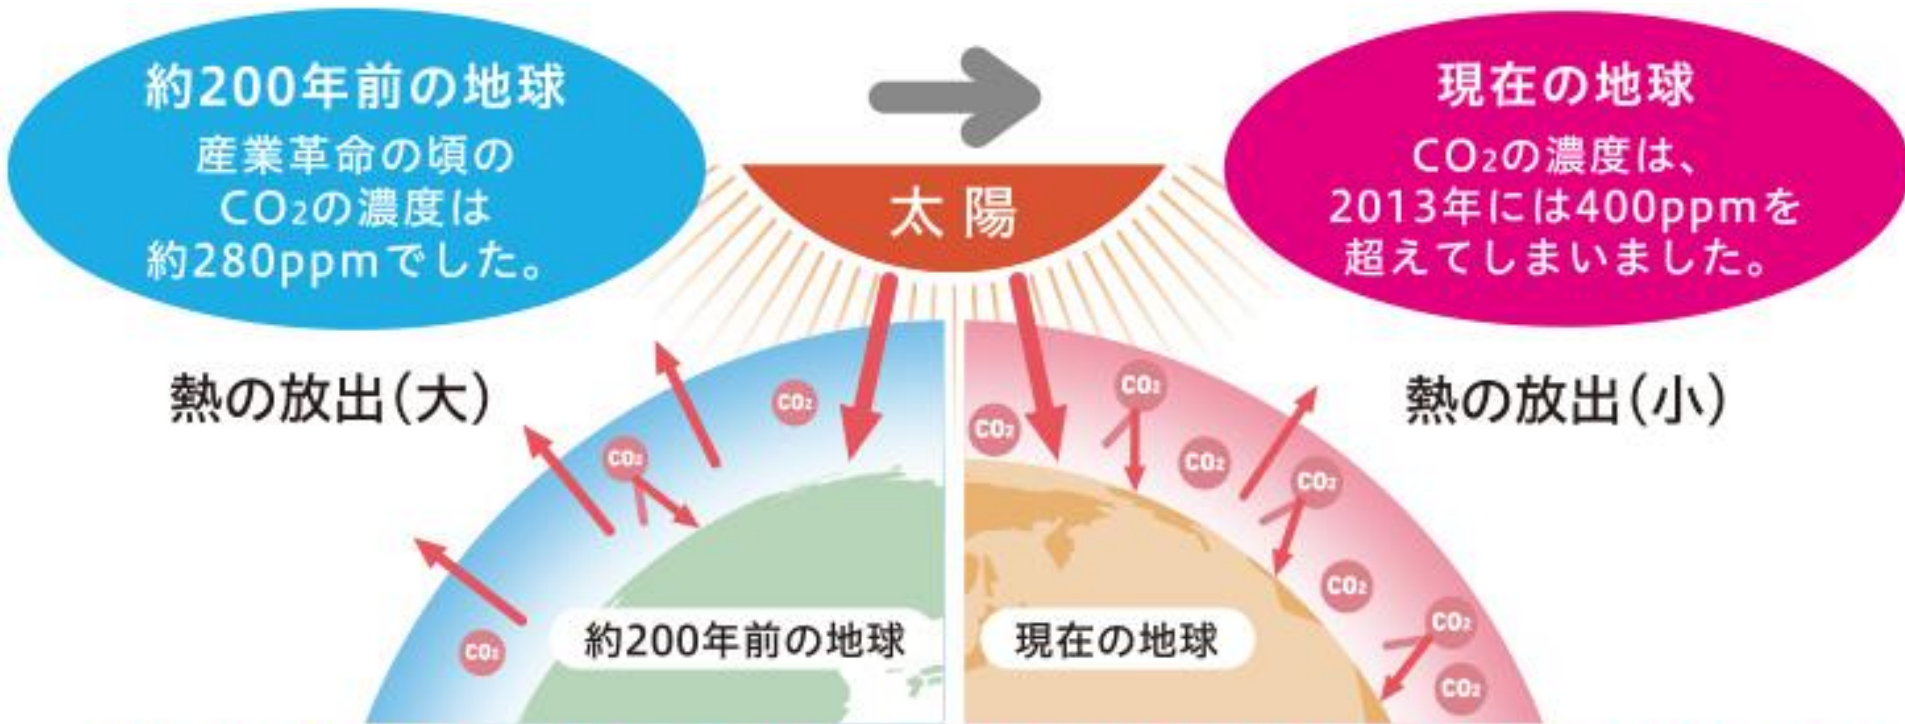 約200年前の地球
産業革命の頃の
CO₂の濃度は
約280ppmでした。
太陽
現在の地球
CO₂の濃度は、
2013年には400ppmを
超えてしまいました。
熱の放出(大)
熱の放出(小)
CO₂
CO₂
CO₂
CO₂
CO₂
CO₂
CO₂
CO₂
CO₂
CO₂
約200年前の地球
現在の地球